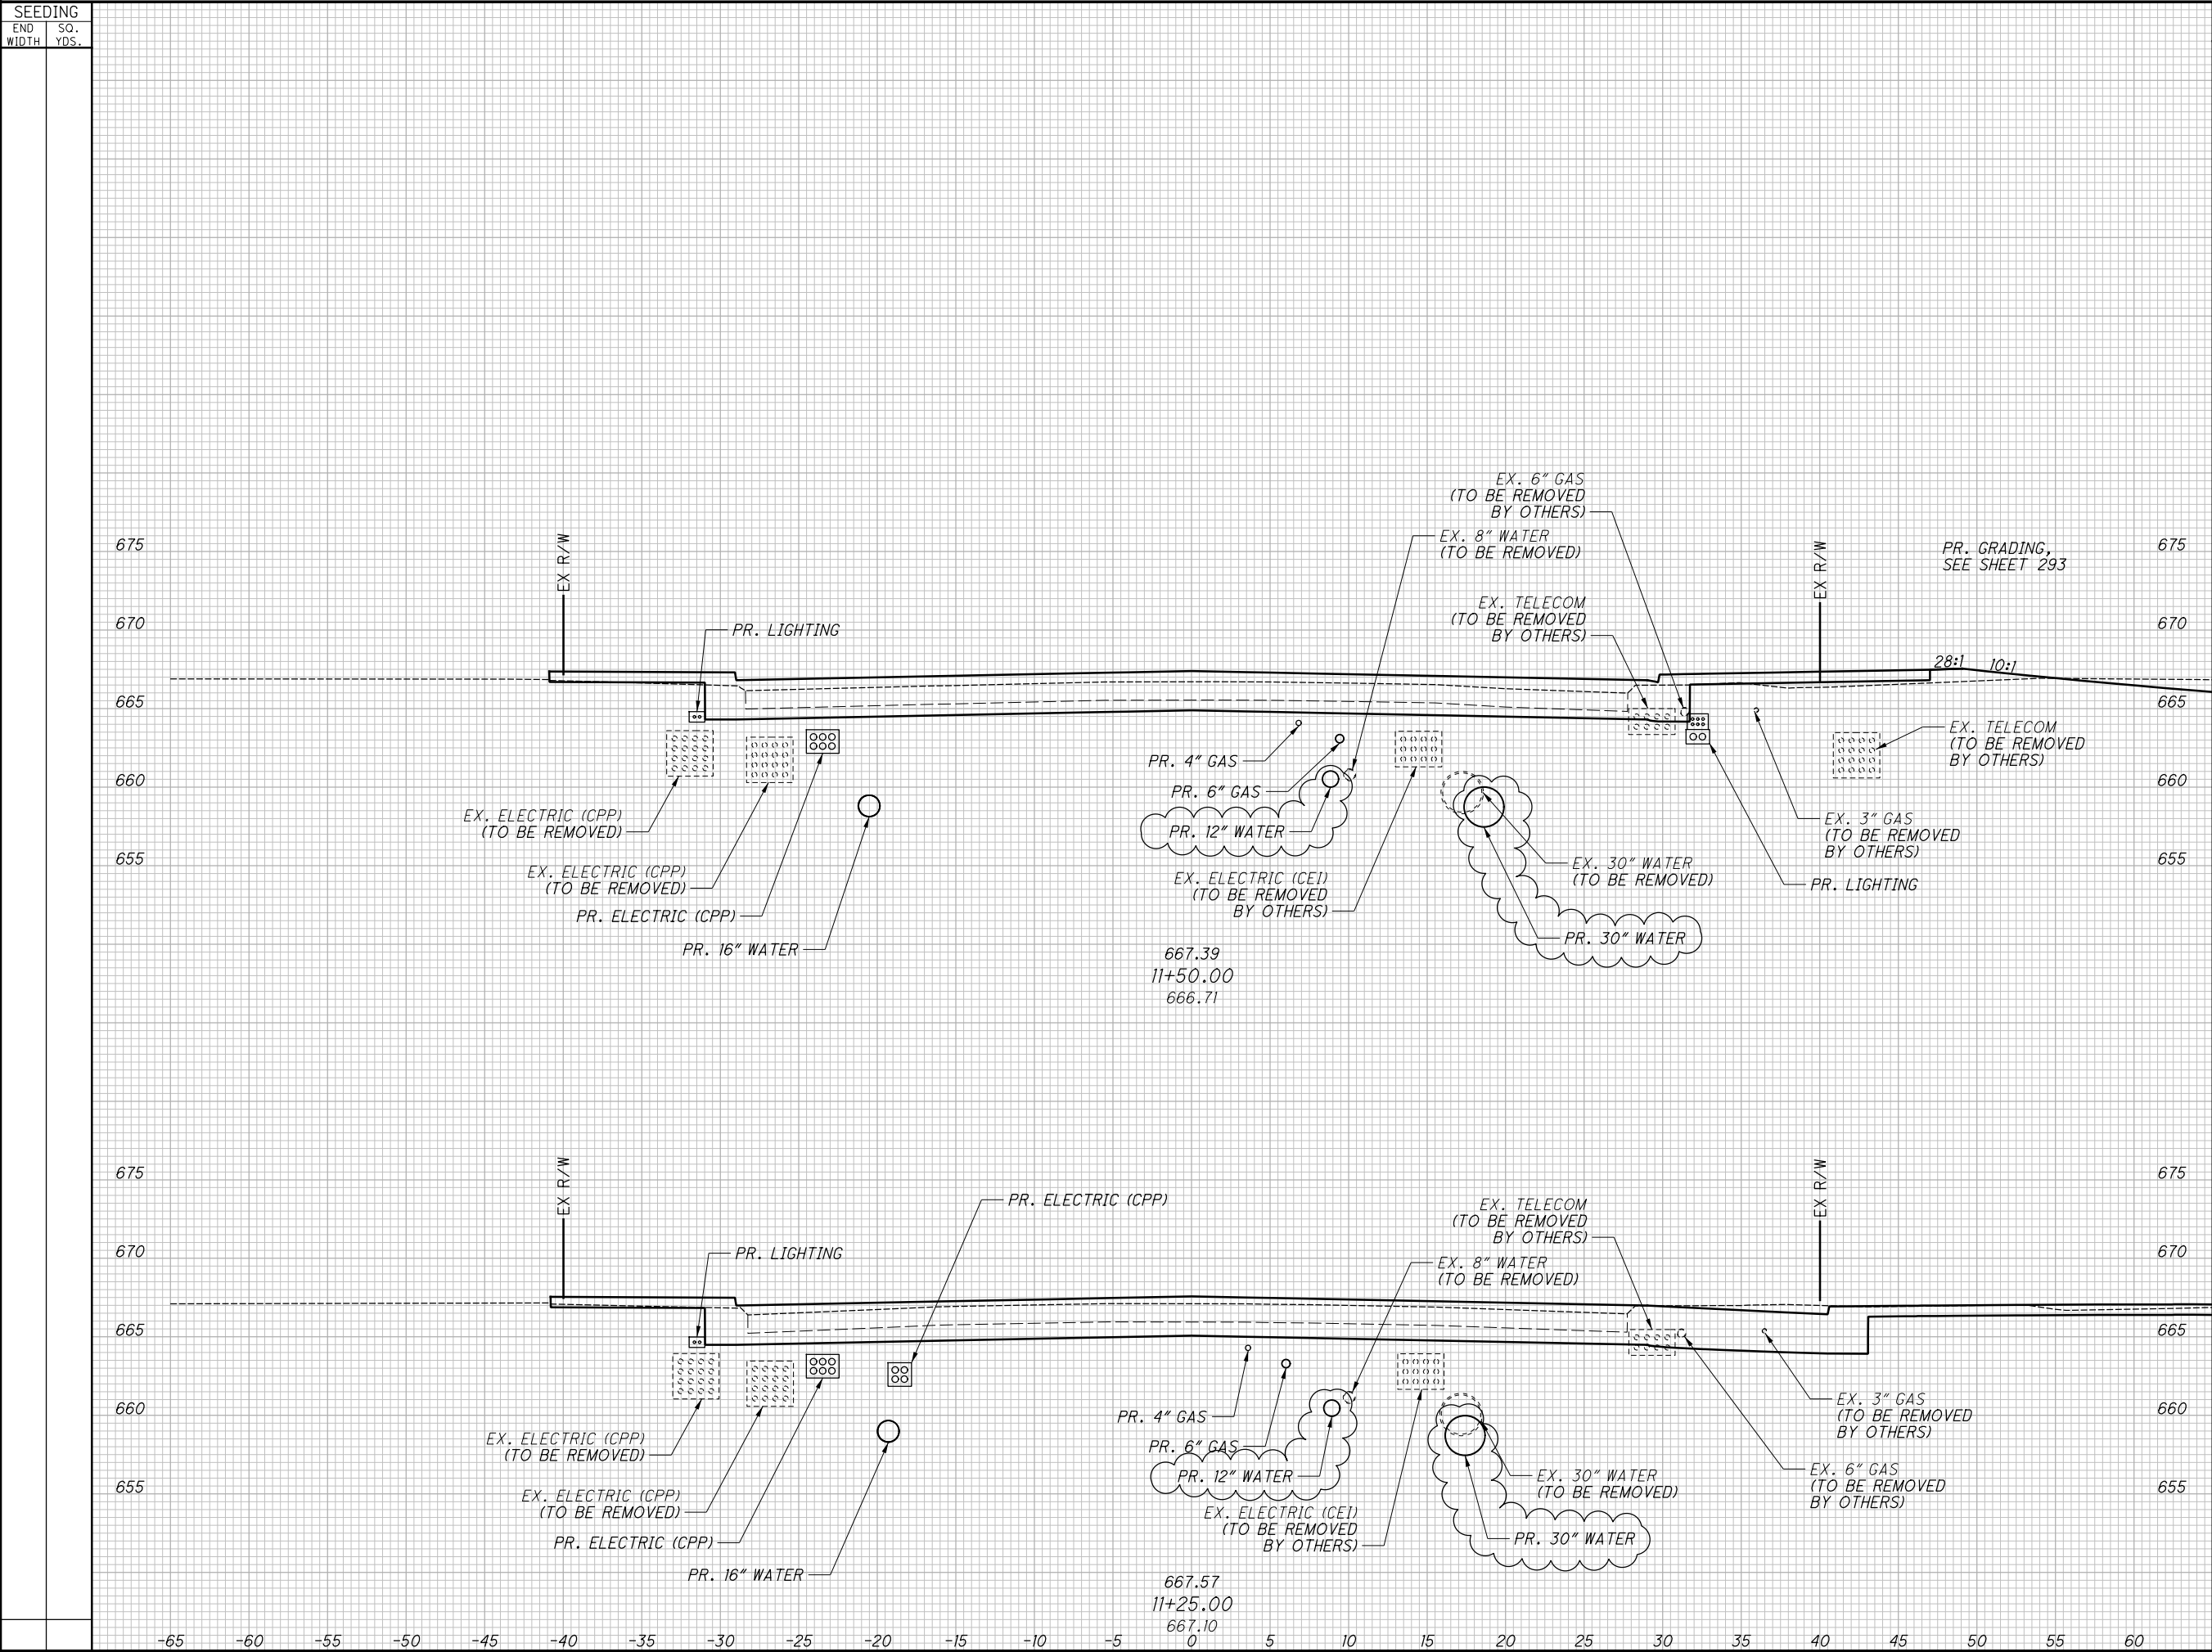 SEEDING
END WIDTH
SQ. YDS.
EX. 6" GAS
(TO BE REMOVED
BY OTHERS)
EX. 8" WATER
(TO BE REMOVED)
675
EX R/W
EX R/W
PR. GRADING,
SEE SHEET 293
675
EX. TELECOM
(TO BE REMOVED
BY OTHERS)
670
PR. LIGHTING
670
28:1
10:1
665
665
EX. TELECOM
(TO BE REMOVED
BY OTHERS)
PR. 4" GAS
660
660
PR. 6" GAS
EX. ELECTRIC (CPP)
(TO BE REMOVED)
PR. 12" WATER
EX. 3" GAS
(TO BE REMOVED
BY OTHERS)
655
655
EX. ELECTRIC (CPP)
(TO BE REMOVED)
EX. 30" WATER
(TO BE REMOVED)
EX. ELECTRIC (CEI)
(TO BE REMOVED
BY OTHERS)
PR. LIGHTING
PR. ELECTRIC (CPP)
PR. 16" WATER
PR. 30" WATER
667.39
11+50.00
666.71
675
EX R/W
EX R/W
675
PR. ELECTRIC (CPP)
EX. TELECOM
(TO BE REMOVED
BY OTHERS)
670
PR. LIGHTING
670
EX. 8" WATER
(TO BE REMOVED)
665
665
660
660
PR. 4" GAS
EX. 3" GAS
(TO BE REMOVED
BY OTHERS)
EX. ELECTRIC (CPP)
(TO BE REMOVED)
PR. 6" GAS
PR. 12" WATER
EX. 30" WATER
(TO BE REMOVED)
EX. 6" GAS
(TO BE REMOVED
BY OTHERS)
655
655
EX. ELECTRIC (CPP)
(TO BE REMOVED)
EX. ELECTRIC (CEI)
(TO BE REMOVED
BY OTHERS)
PR. ELECTRIC (CPP)
PR. 30" WATER
PR. 16" WATER
667.57
11+25.00
667.10
-65 -60 -55 -50 -45 -40 -35 -30 -25 -20 -15 -10 -5 0 5 10 15 20 25 30 35 40 45 50 55 60